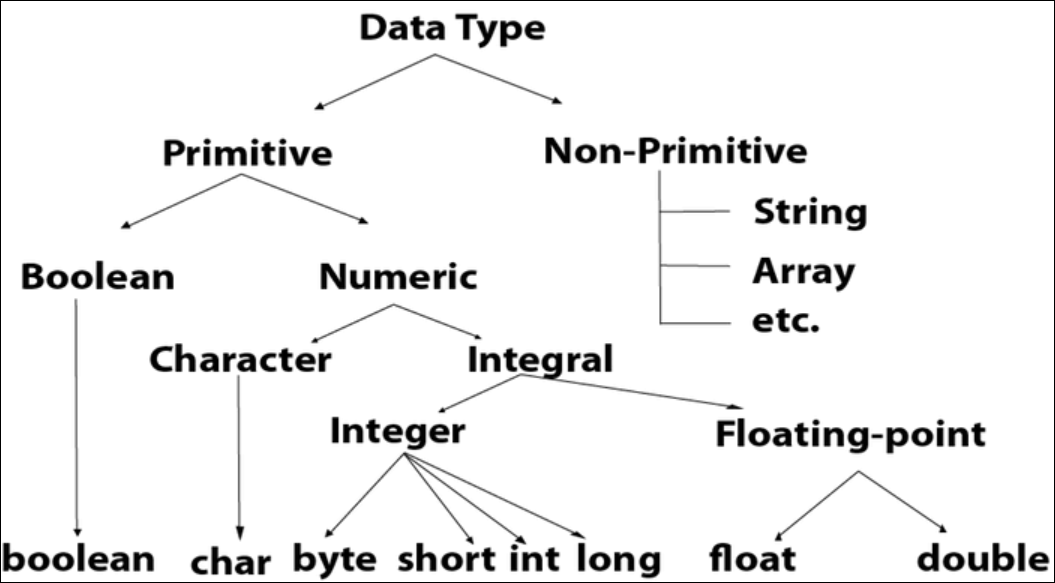 Data Type
Primitive
Non-Primitive
String
Array
etc.
Boolean
Numeric
Character
Integral
Integer
Floating-point
boolean
char
byte
short
int
long
float
double